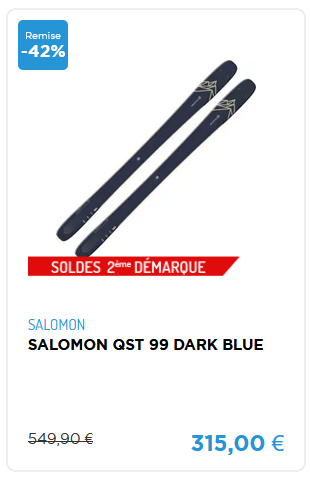 Remise
-42%
SOLDES 2ème DÉMARQUE
SALOMON
SALOMON QST 99 DARK BLUE
549,90 €
315,00 €